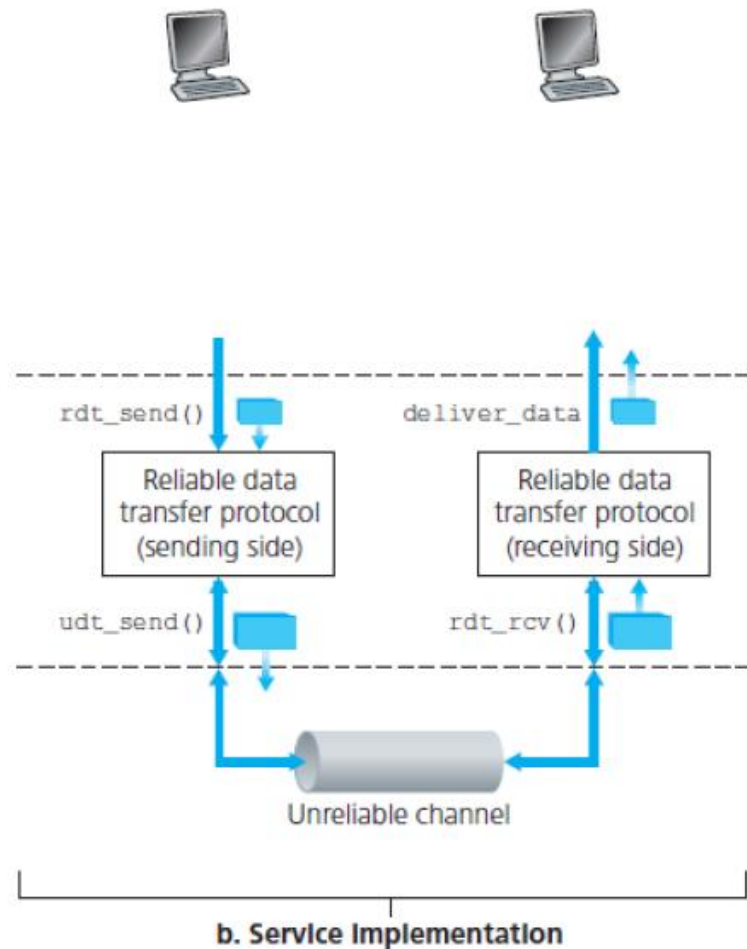 rdt_send()
deliver_data
Reliable data
transfer protocol
(sending side)
Reliable data
transfer protocol
(receiving side)
udt_send()
rdt_rcv()
Unreliable channel
b. Service implementation